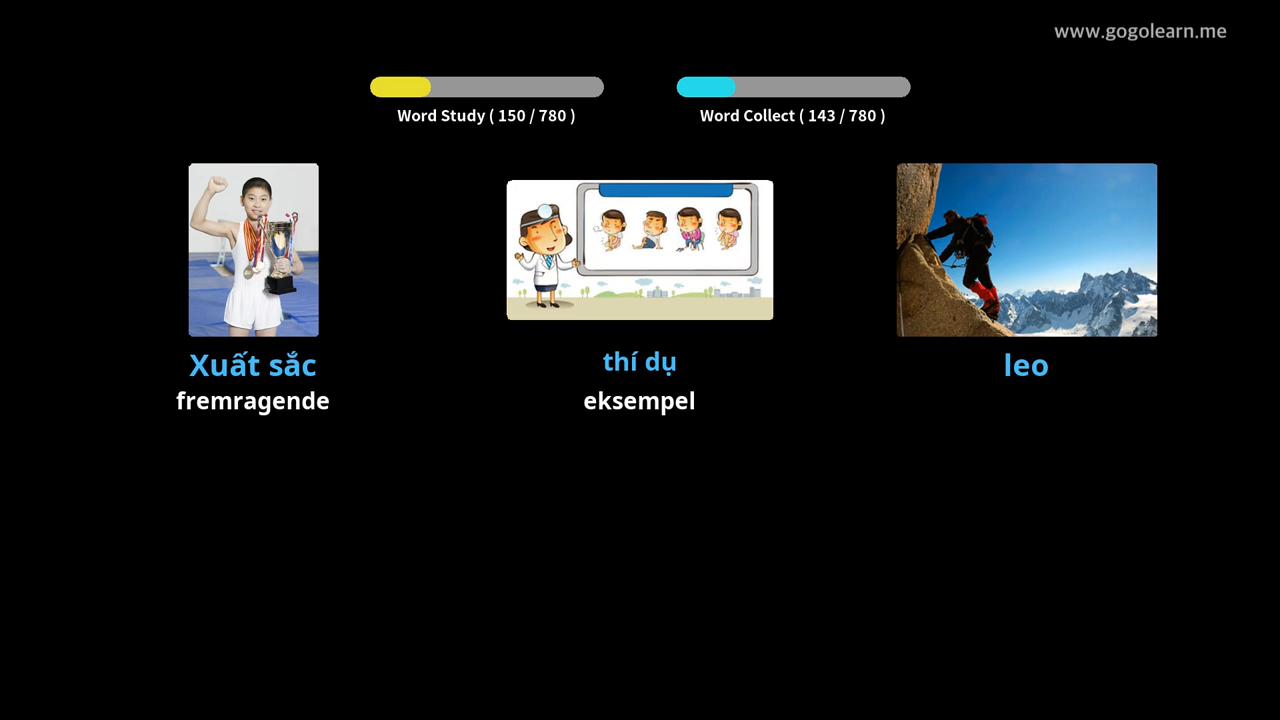 www.gogolearn.me
Word Study ( 150 / 780 )
Word Collect ( 143 / 780 )
Xuất sắc
fremragende
thí dụ
eksempel
leo